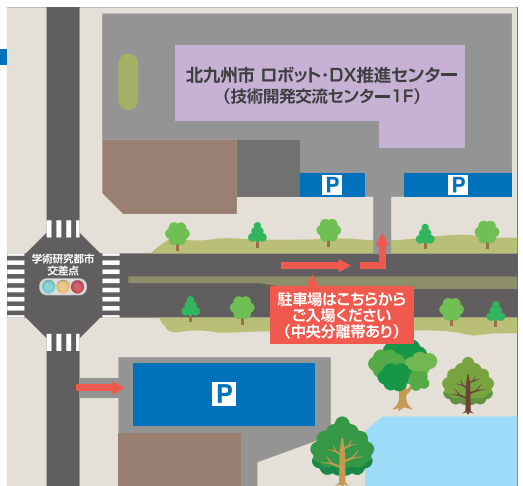 北九州市 ロボット・DX推進センター
（技術開発交流センター1F）
P
P
学術研究都市
交差点
駐車場はこちらから
ご入場ください
（中央分離帯あり）
P